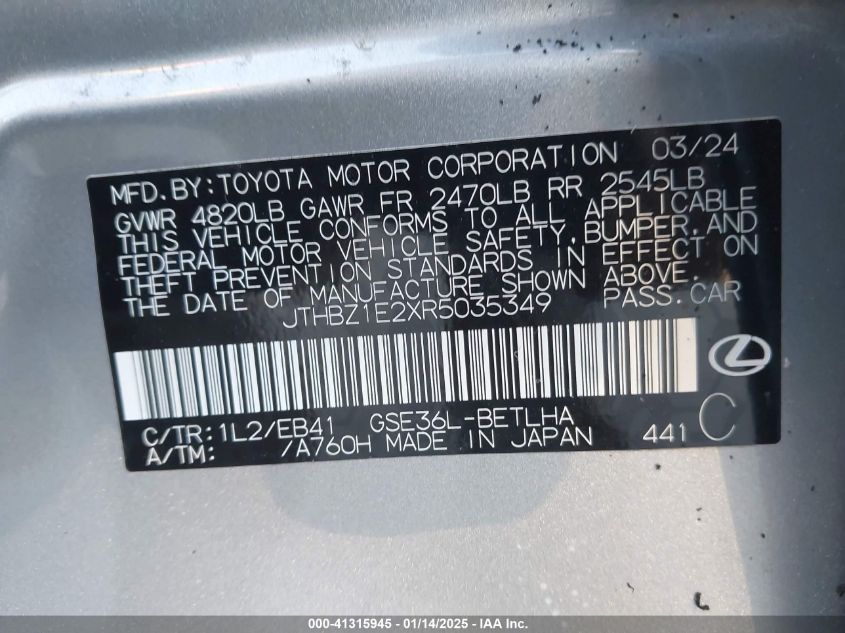 MFD. BY: TOYOTA MOTOR CORPORATION 03/24
GVWR 4820LB GAWR FR 2470LB RR 2545LB
THIS VEHICLE CONFORMS TO ALL APPLICABLE
FEDERAL MOTOR VEHICLE SAFETY, BUMPER, AND
THEFT PREVENTION STANDARDS IN EFFECT ON
THE DATE OF MANUFACTURE SHOWN ABOVE.
JTHBZ1E2XR5035349 PASS. CAR
C/TR: 1L2/EB41 GSE36L-BETLHA
A/TM: /A760H MADE IN JAPAN 441 C
000-41315945 - 01/14/2025 - IAA Inc.